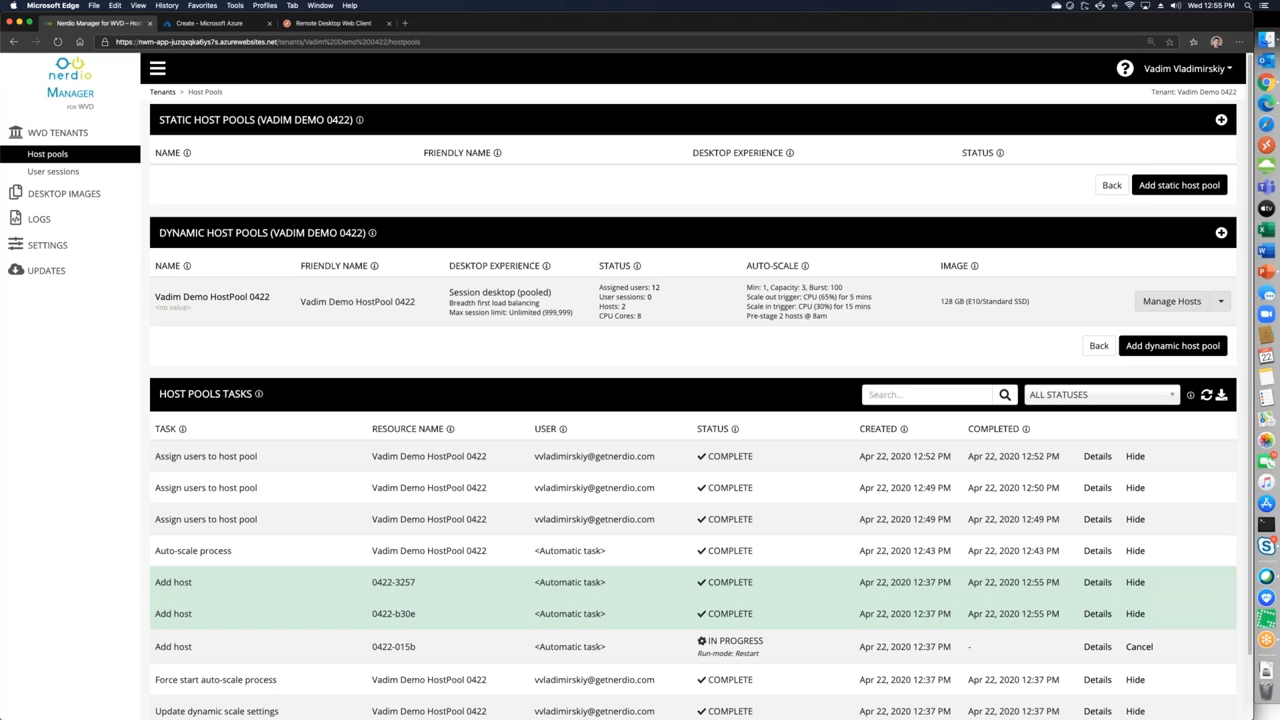 Microsoft Edge File Edit View History Favorites Tools Profiles Tab Window Help Wed 12:55 PM
Nerdio Manager for WVD – Hos Create - Microsoft Azure Remote Desktop Web Client
https://nwm-app-juzqxqka6ys7s.azurewebsites.net/tenants/Vadim%20Demo%200422/hostpools
nerdio
MANAGER
FOR WVD
WVD TENANTS
Host pools
User sessions
DESKTOP IMAGES
LOGS
SETTINGS
UPDATES
Vadim Vladimirskiy
Tenants > Host Pools Tenant: Vadim Demo 0422
STATIC HOST POOLS (VADIM DEMO 0422)
NAME FRIENDLY NAME DESKTOP EXPERIENCE STATUS
Back Add static host pool
DYNAMIC HOST POOLS (VADIM DEMO 0422)
NAME FRIENDLY NAME DESKTOP EXPERIENCE STATUS AUTO-SCALE IMAGE
Vadim Demo HostPool 0422
<no value>
Vadim Demo HostPool 0422
Session desktop (pooled)
Breadth first load balancing
Max session limit: Unlimited (999,999)
Assigned users: 12
User sessions: 0
Hosts: 2
CPU Cores: 8
Min: 1, Capacity: 3, Burst: 100
Scale out trigger: CPU (65%) for 5 mins
Scale in trigger: CPU (30%) for 15 mins
Pre-stage 2 hosts @ 8am
128 GB (E10/Standard SSD)
Manage Hosts
Back Add dynamic host pool
HOST POOLS TASKS Search... ALL STATUSES
TASK RESOURCE NAME USER STATUS CREATED COMPLETED
Assign users to host pool Vadim Demo HostPool 0422 vvladimirskiy@getnerdio.com COMPLETE Apr 22, 2020 12:52 PM Apr 22, 2020 12:52 PM Details Hide
Assign users to host pool Vadim Demo HostPool 0422 vvladimirskiy@getnerdio.com COMPLETE Apr 22, 2020 12:49 PM Apr 22, 2020 12:50 PM Details Hide
Assign users to host pool Vadim Demo HostPool 0422 vvladimirskiy@getnerdio.com COMPLETE Apr 22, 2020 12:49 PM Apr 22, 2020 12:49 PM Details Hide
Auto-scale process Vadim Demo HostPool 0422 <Automatic task> COMPLETE Apr 22, 2020 12:43 PM Apr 22, 2020 12:43 PM Details Hide
Add host 0422-3257 <Automatic task> COMPLETE Apr 22, 2020 12:37 PM Apr 22, 2020 12:55 PM Details Hide
Add host 0422-b30e <Automatic task> COMPLETE Apr 22, 2020 12:37 PM Apr 22, 2020 12:55 PM Details Hide
Add host 0422-015b <Automatic task> IN PROGRESS Apr 22, 2020 12:37 PM - Details Cancel
Run-mode: Restart
Force start auto-scale process Vadim Demo HostPool 0422 vvladimirskiy@getnerdio.com COMPLETE Apr 22, 2020 12:37 PM Apr 22, 2020 12:37 PM Details Hide
Update dynamic scale settings Vadim Demo HostPool 0422 vvladimirskiy@getnerdio.com COMPLETE Apr 22, 2020 12:37 PM Apr 22, 2020 12:37 PM Details Hide